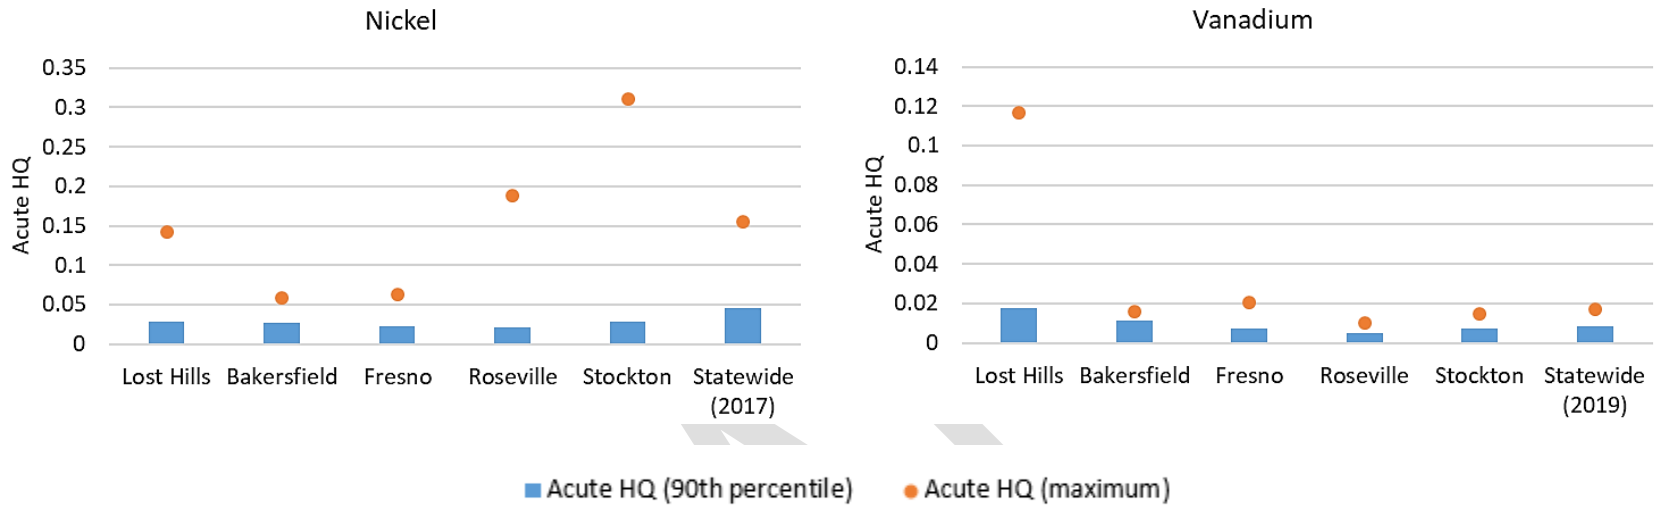 Nickel
0.35
0.3
0.25
0.2
0.15
0.1
0.05
0
Acute HQ
Lost Hills Bakersfield Fresno Roseville Stockton Statewide
(2017)
Vanadium
0.14
0.12
0.1
0.08
0.06
0.04
0.02
0
Acute HQ
Lost Hills Bakersfield Fresno Roseville Stockton Statewide
(2019)
Acute HQ (90th percentile) Acute HQ (maximum)